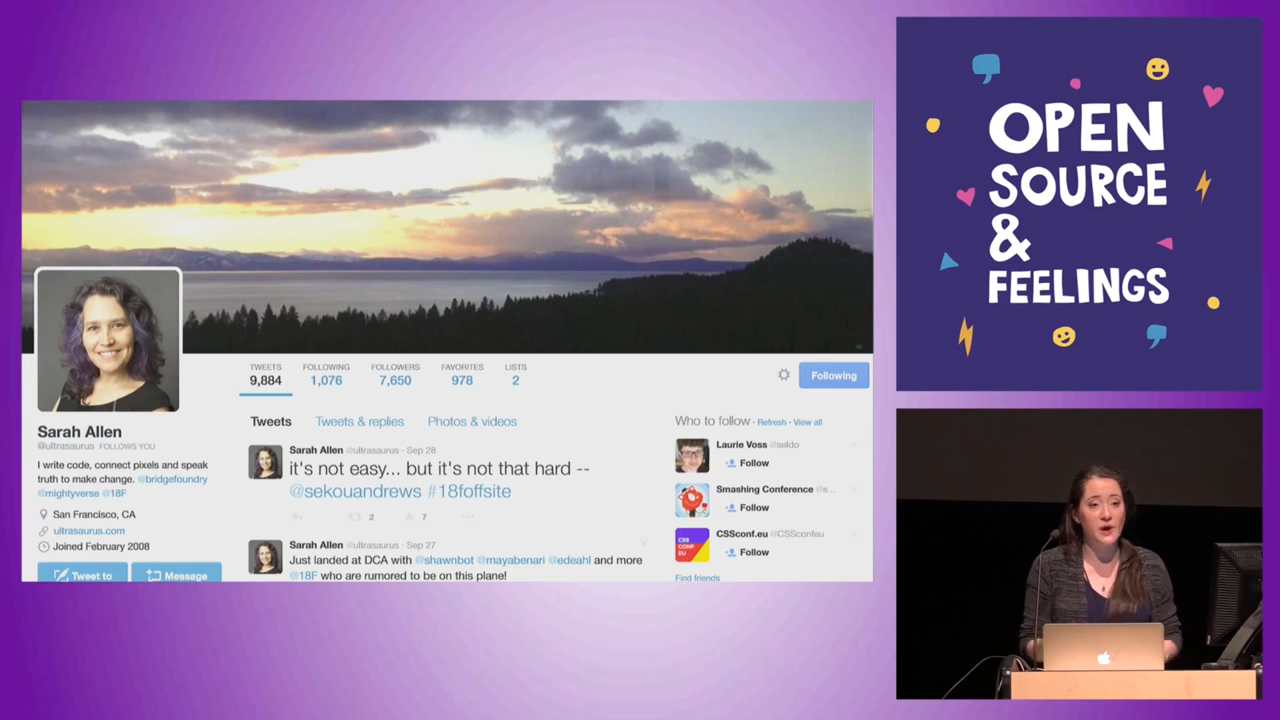 OPEN
SOURCE
&
FEELINGS
TWEETS FOLLOWING FOLLOWERS FAVORITES LISTS
9,884 1,076 7,650 978 2
Following
Sarah Allen
@ultrasaurus FOLLOWS YOU
I write code, connect pixels and speak
truth to make change. @bridgefoundry
@mightyverse @18F
San Francisco, CA
ultrasaurus.com
Joined February 2008
Tweet to Message
Tweets Tweets & replies Photos & videos
Sarah Allen @ultrasaurus · Sep 28
it's not easy... but it's not that hard --
@sekouandrews #18foffsite
2 7
Sarah Allen @ultrasaurus · Sep 27
Just landed at DCA with @shawnbot @mayabenari @edeahl and more
@18F who are rumored to be on this plane!
Who to follow · Refresh · View all
Laurie Voss @seldo
Follow
Smashing Conference @s...
Follow
CSS
CONF
EU
CSSconf.eu @CSSconfeu
Follow
Find friends